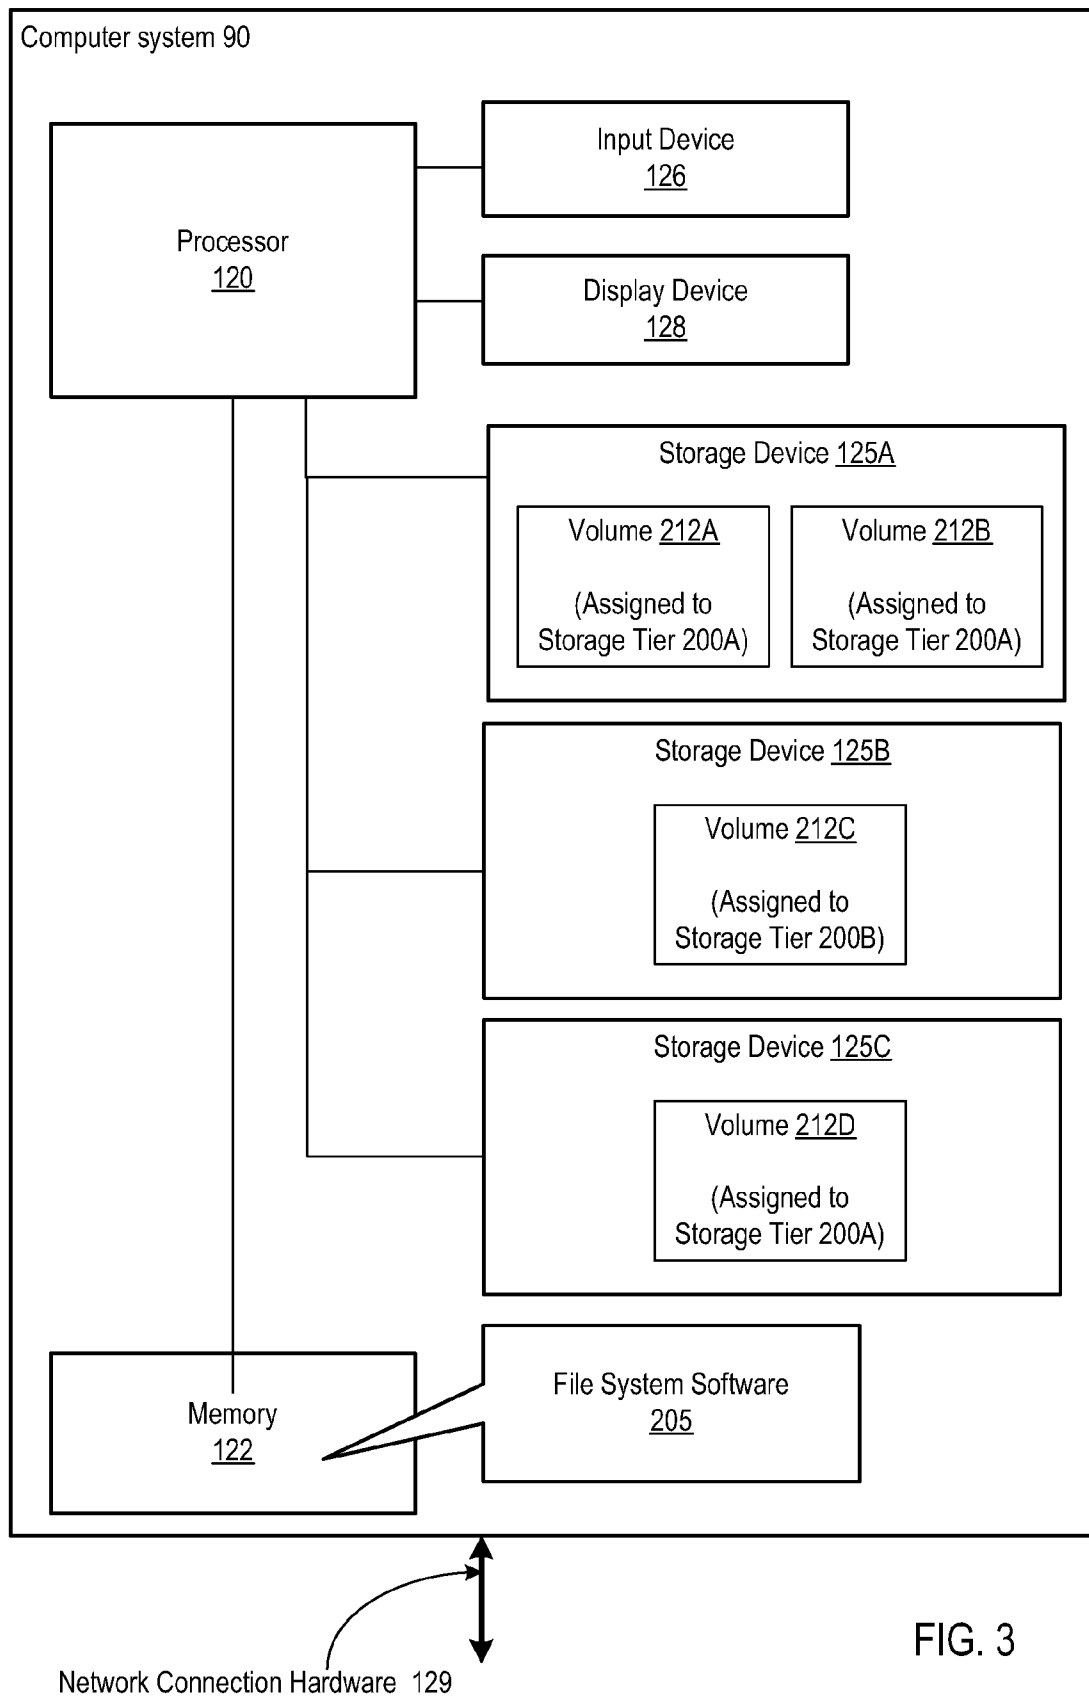 Computer system 90
Input Device
126
Processor
120
Display Device
128
Storage Device 125A
Volume 212A
(Assigned to
Storage Tier 200A)
Volume 212B
(Assigned to
Storage Tier 200A)
Storage Device 125B
Volume 212C
(Assigned to
Storage Tier 200B)
Storage Device 125C
Volume 212D
(Assigned to
Storage Tier 200A)
File System Software
205
Memory
122
Network Connection Hardware 129
FIG. 3